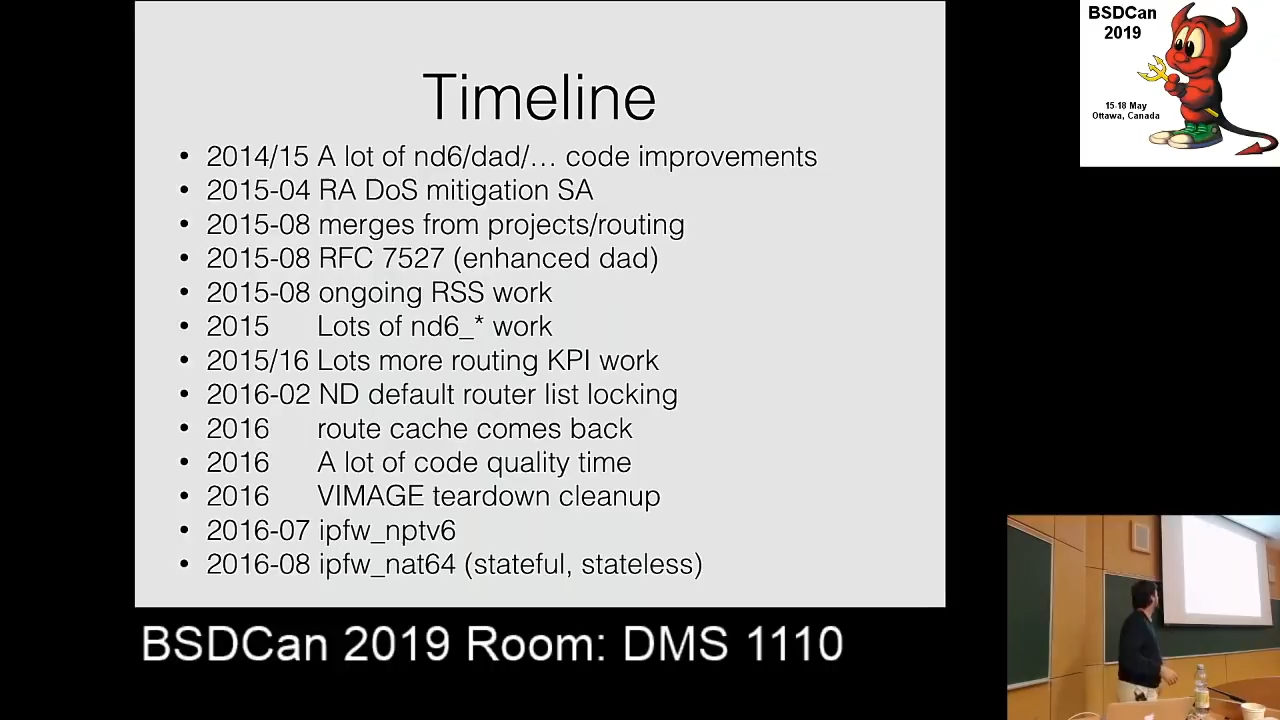 Timeline
• 2014/15 A lot of nd6/dad/… code improvements
• 2015-04 RA DoS mitigation SA
• 2015-08 merges from projects/routing
• 2015-08 RFC 7527 (enhanced dad)
• 2015-08 ongoing RSS work
• 2015 Lots of nd6_* work
• 2015/16 Lots more routing KPI work
• 2016-02 ND default router list locking
• 2016 route cache comes back
• 2016 A lot of code quality time
• 2016 VIMAGE teardown cleanup
• 2016-07 ipfw_nptv6
• 2016-08 ipfw_nat64 (stateful, stateless)
BSDCan 2019 Room: DMS 1110
BSDCan
2019
15-18 May
Ottawa, Canada